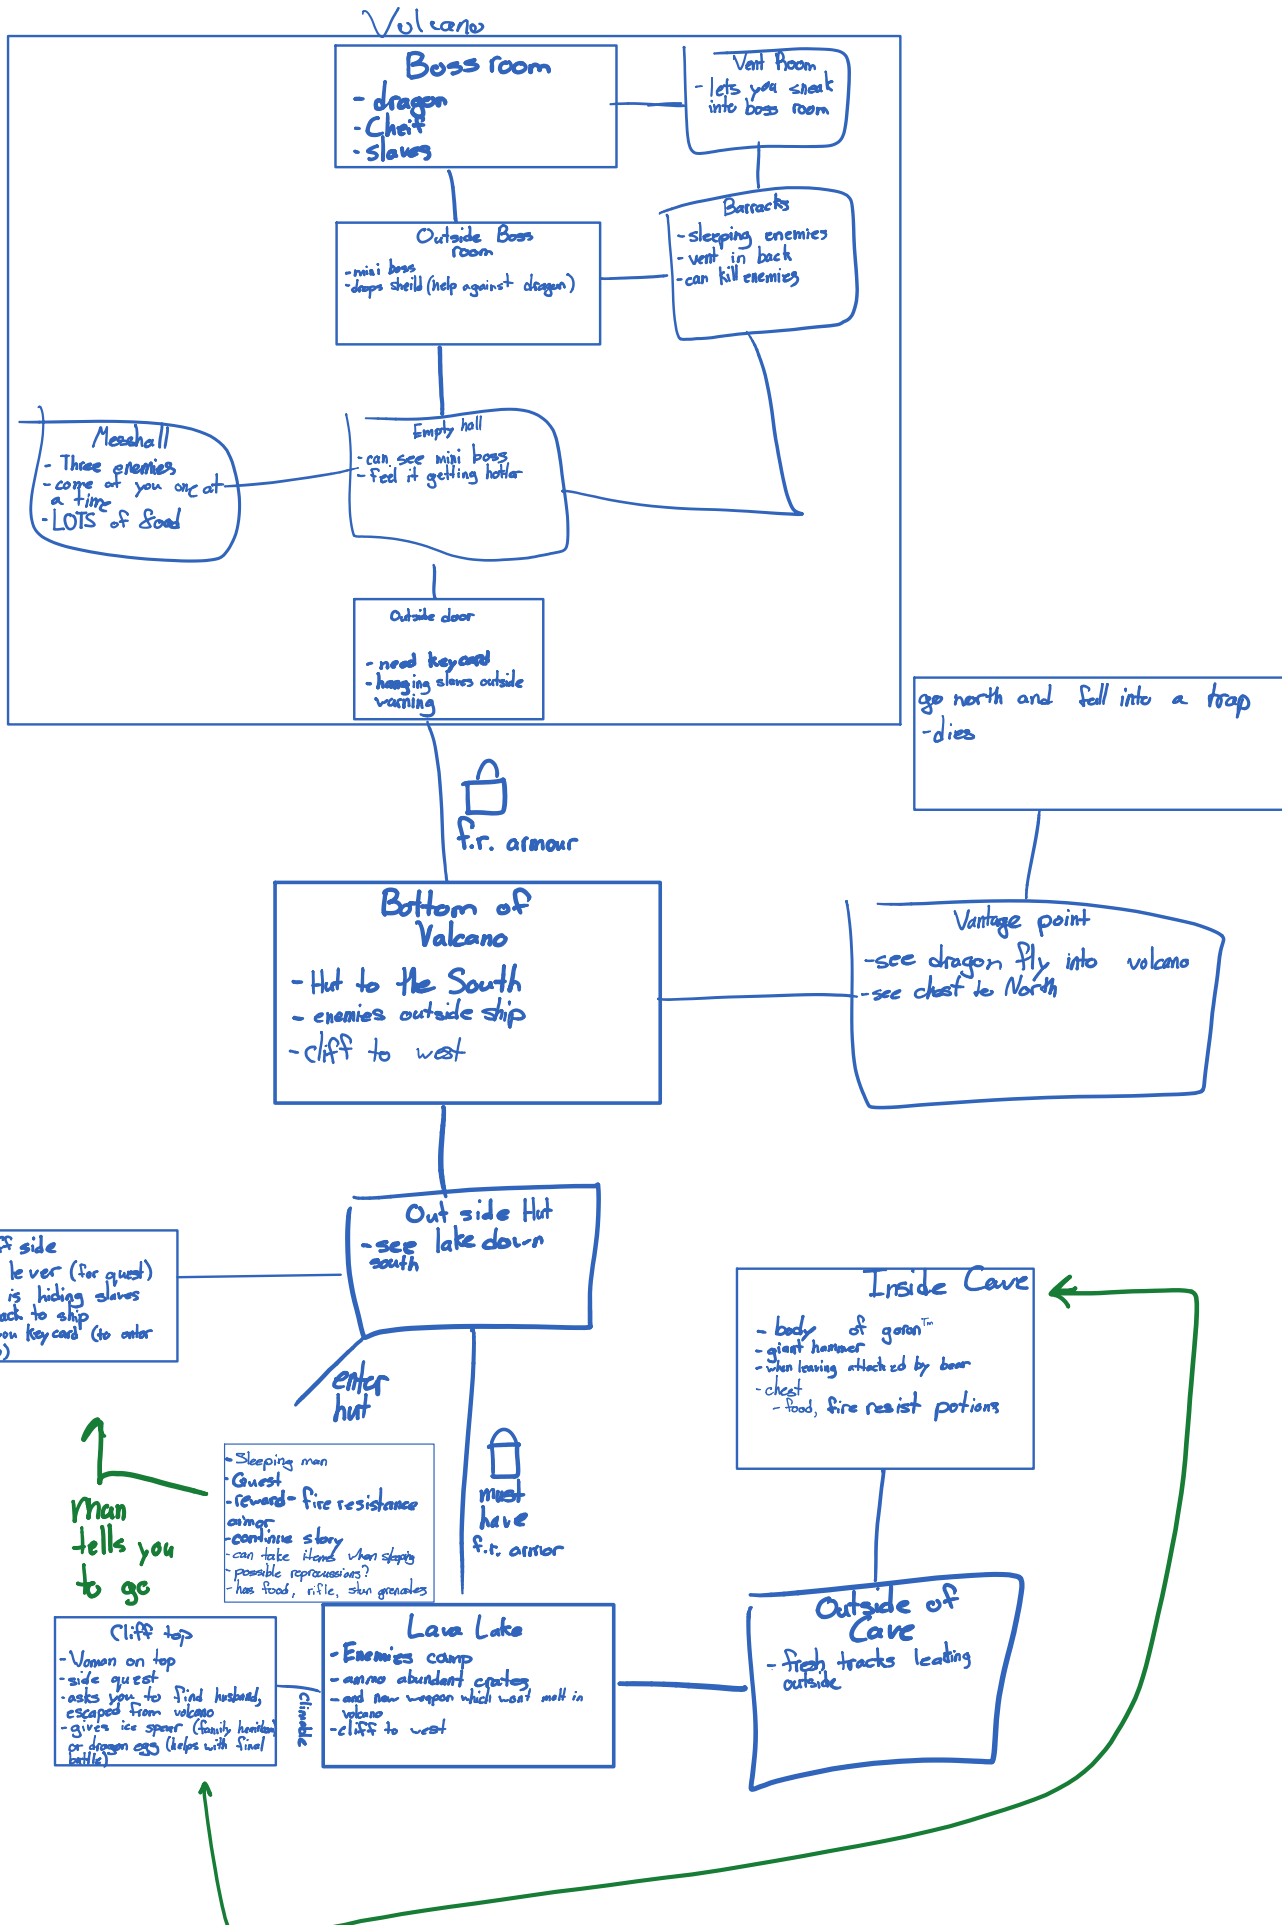 Volcano
Boss room
- dragon
- Cheif
- slaves
Vent Room
- lets you sneak
into boss room
Outside Boss
room
- mini boss
- drops sheild (help against dragon)
Barracks
- sleeping enemies
- vent in back
- can kill enemies
Messhall
- Three enemies
- come at you one at
a time
- LOTS of food
Empty hall
- can see mini boss
- feel it getting hotter
Outside door
- need keycard
- hanging slaves outside
warning
go north and fall into a trap
- dies
f.r. armour
Bottom of
Valcano
- Hut to the South
- enemies outside ship
- cliff to west
Vantage point
- see dragon fly into volcano
- see chest to North
Out side Hut
- see lake down
south
side
lever (for quest)
is hiding slaves
to ship
keycard (to enter
enter
hut
Inside Cave
- body of goron™
- giant hammer
- when leaving attacked by bear
- chest
- food, fire resist potions
- Sleeping man
- Quest
- reward - fire resistance
armor
- continue story
- can take items when sleping
- possible reprocussions?
- has food, rifle, stun grenades
must
have
f.r. armor
Man
tells you
to go
Cliff top
- Woman on top
- side quest
- asks you to find husband,
escaped from volcano
- gives ice spear (family
or dragon egg (helps with final
battle)
Climable
Lava Lake
- Enemies camp
- ammo abundant crates
- and new weapon which wont melt in
volcano
- cliff to west
Outside of
Cave
- fresh tracks leading
outside